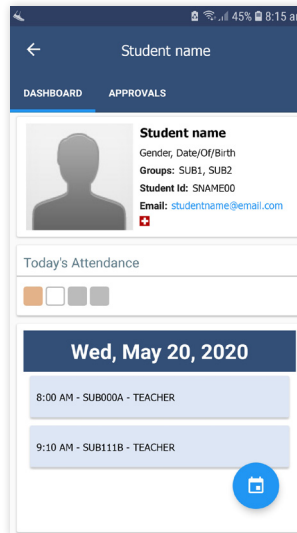 45% 8:15 am
Student name
DASHBOARD APPROVALS
Student name
Gender, Date/Of/Birth
Groups: SUB1, SUB2
Student Id: SNAME00
Email: studentname@email.com
Today's Attendance
Wed, May 20, 2020
8:00 AM - SUB000A - TEACHER
9:10 AM - SUB111B - TEACHER